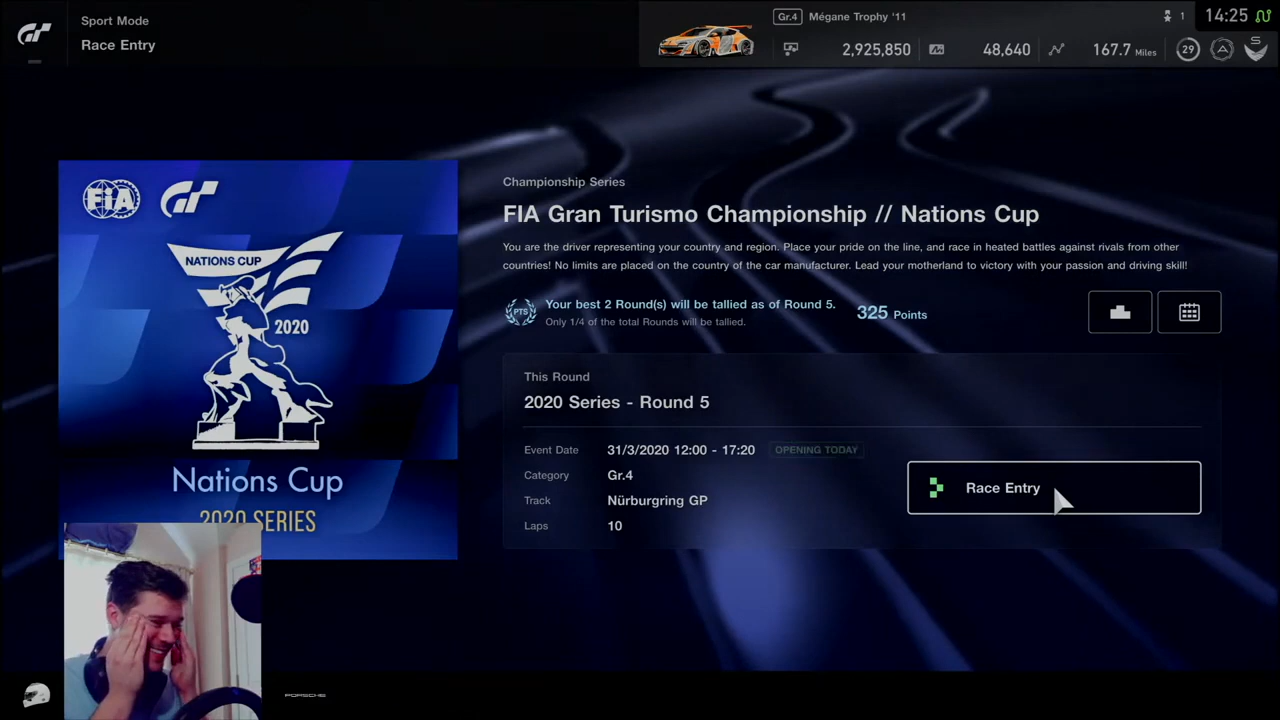 Sport Mode
Race Entry
Gr.4 Mégane Trophy '11
1
14:25
2,925,850
48,640
167.7 Miles
29
A
S
FIA GT
NATIONS CUP
2020
Nations Cup
2020 SERIES
Championship Series
FIA Gran Turismo Championship // Nations Cup
You are the driver representing your country and region. Place your pride on the line, and race in heated battles against rivals from other
countries! No limits are placed on the country of the car manufacturer. Lead your motherland to victory with your passion and driving skill!
PTS
Your best 2 Round(s) will be tallied as of Round 5.
Only 1/4 of the total Rounds will be tallied.
325 Points
This Round
2020 Series - Round 5
Event Date 31/3/2020 12:00 - 17:20 OPENING TODAY
Category Gr.4
Track Nürburgring GP
Laps 10
Race Entry
PORSCHE